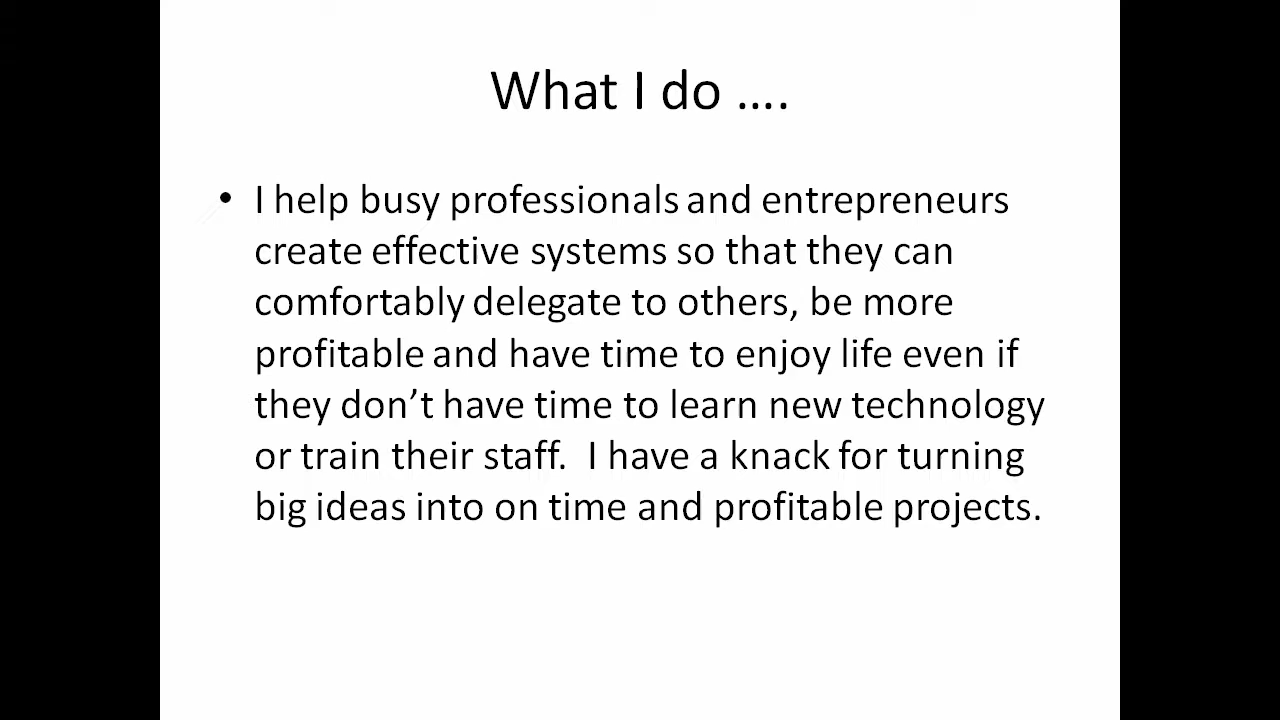 What I do ....
• I help busy professionals and entrepreneurs
create effective systems so that they can
comfortably delegate to others, be more
profitable and have time to enjoy life even if
they don’t have time to learn new technology
or train their staff.  I have a knack for turning
big ideas into on time and profitable projects.